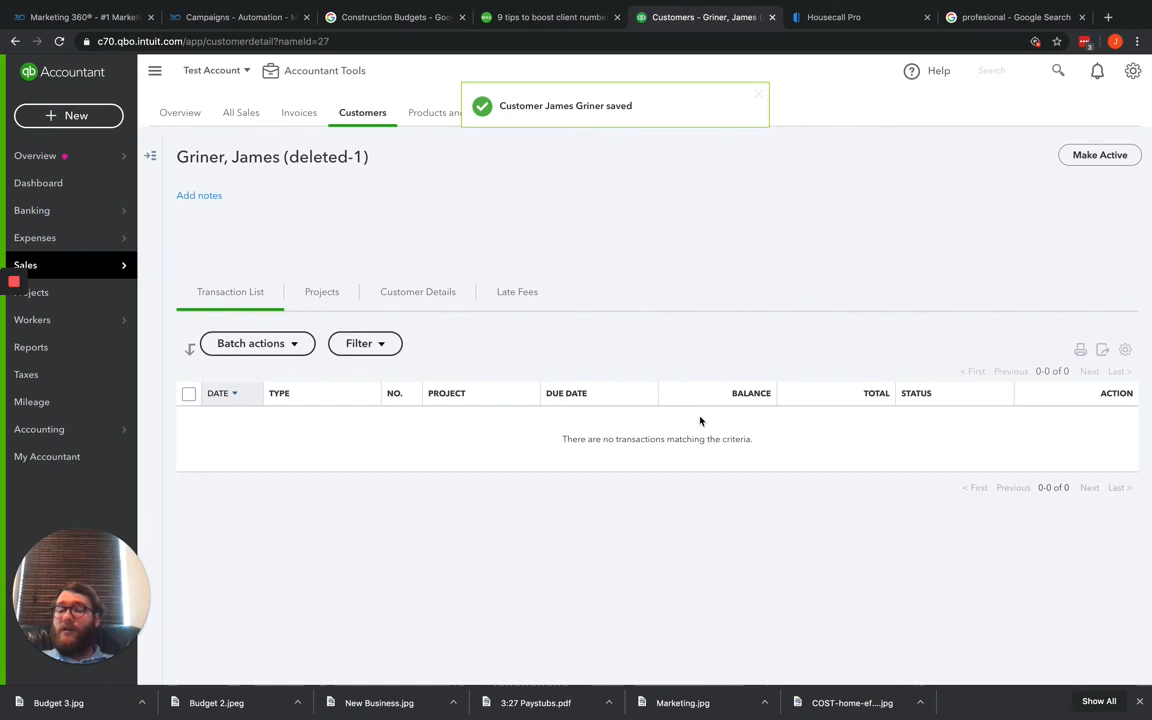 Marketing 360® - #1 Market
Campaigns - Automation - M
Construction Budgets - Goo
9 tips to boost client number
Customers - Griner, James (
Housecall Pro
profesional - Google Search
c70.qbo.intuit.com/app/customerdetail?nameId=27
3
J
qb Accountant
Test Account
Accountant Tools
Help
Search
+ New
Overview
All Sales
Invoices
Customers
Products an
Customer James Griner saved
Overview
Dashboard
Banking
Expenses
Sales
ojects
Workers
Reports
Taxes
Mileage
Accounting
My Accountant
Griner, James (deleted-1)
Make Active
Add notes
Transaction List
Projects
Customer Details
Late Fees
Batch actions
Filter
< First Previous 0-0 of 0 Next Last >
DATE TYPE NO. PROJECT DUE DATE BALANCE TOTAL STATUS ACTION
There are no transactions matching the criteria.
< First Previous 0-0 of 0 Next Last >
Budget 3.jpg
Budget 2.jpeg
New Business.jpg
3:27 Paystubs.pdf
Marketing.jpg
COST-home-ef....jpg
Show All